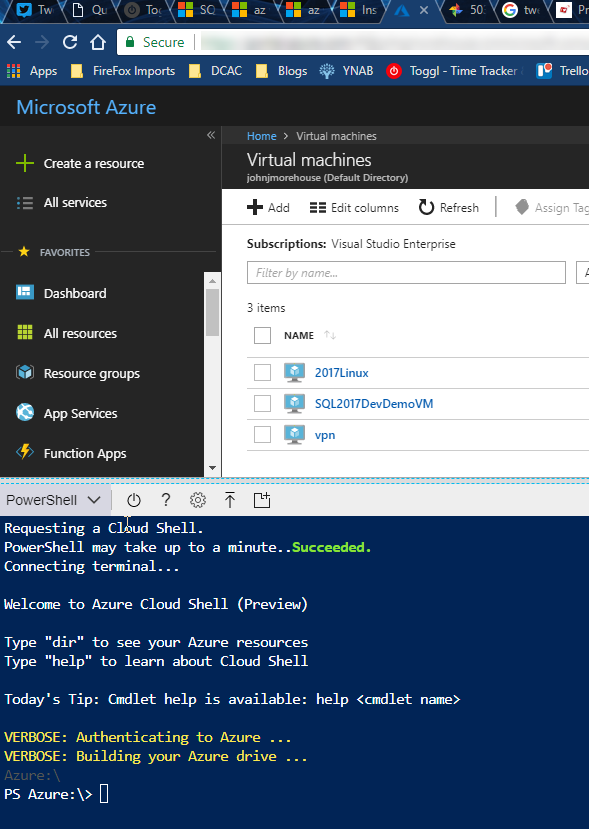 Tw
Qu
Tog
SQ
az
az
Ins
503
twe
Pr
Secure
Apps FireFox Imports DCAC Blogs YNAB Toggl - Time Tracker Trello
Microsoft Azure
Home > Virtual machines
Virtual machines
johnjmorehouse (Default Directory)
Create a resource
All services
FAVORITES
Dashboard
All resources
Resource groups
App Services
Function Apps
Add Edit columns Refresh Assign Tag
Subscriptions: Visual Studio Enterprise
Filter by name...
3 items
NAME
2017Linux
SQL2017DevDemoVM
vpn
PowerShell
Requesting a Cloud Shell.
PowerShell may take up to a minute..Succeeded.
Connecting terminal...
Welcome to Azure Cloud Shell (Preview)
Type "dir" to see your Azure resources
Type "help" to learn about Cloud Shell
Today's Tip: Cmdlet help is available: help <cmdlet name>
VERBOSE: Authenticating to Azure ...
VERBOSE: Building your Azure drive ...
Azure:\
PS Azure:\>